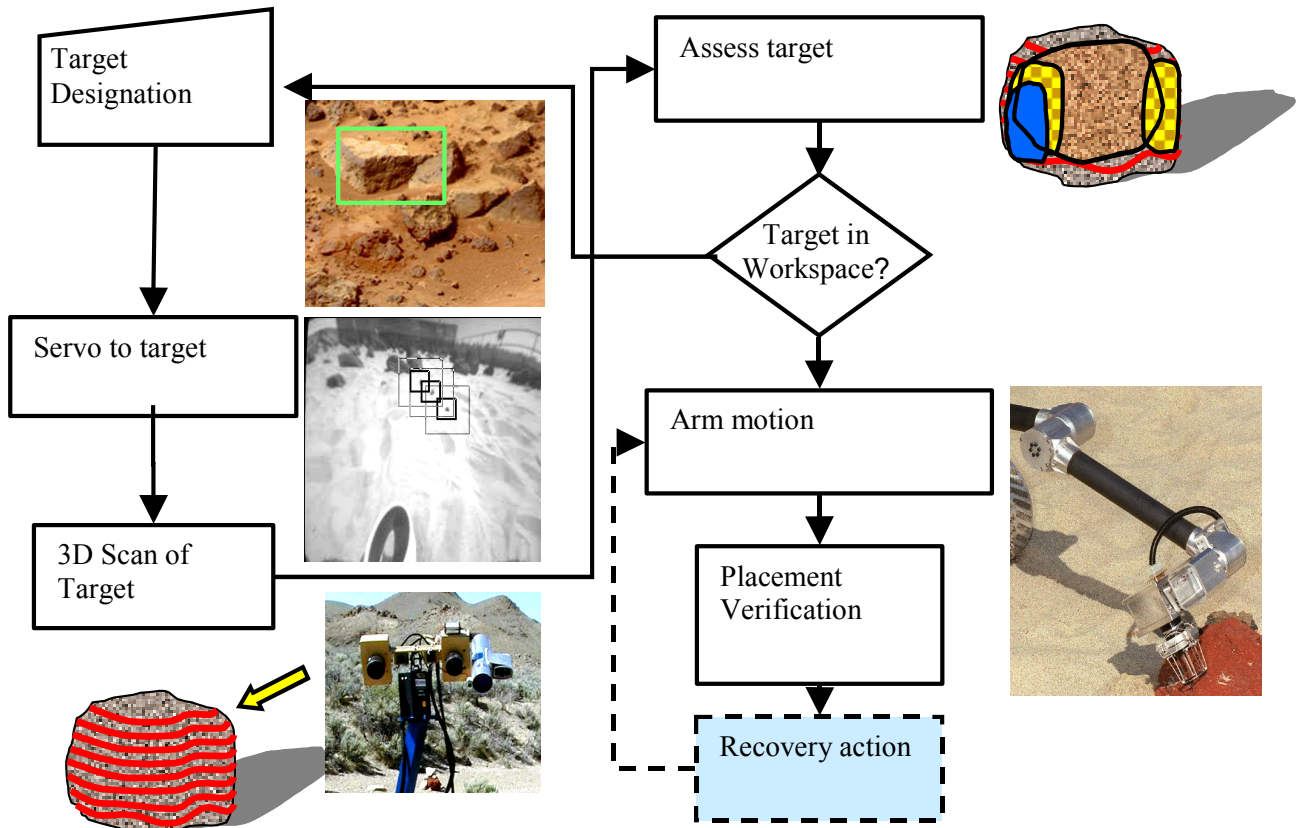 Target
Designation
Servo to target
3D Scan of
Target
Assess target
Target in
Workspace?
Arm motion
Placement
Verification
Recovery action